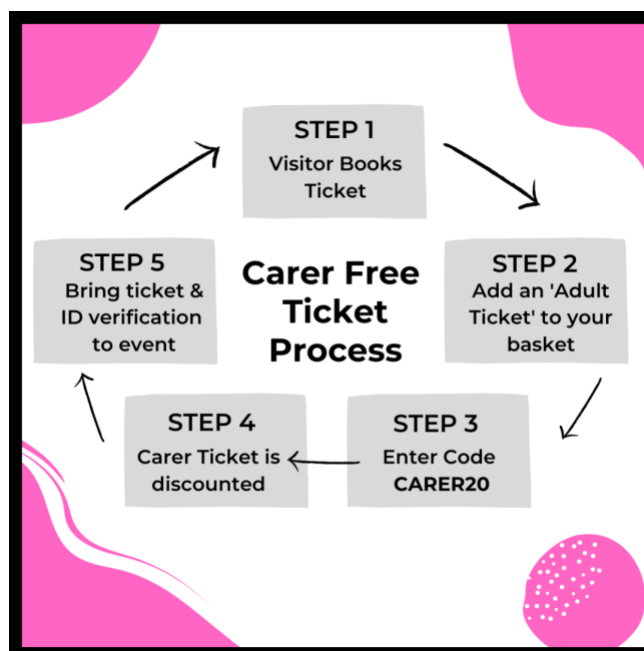 STEP 1
Visitor Books
Ticket
STEP 2
Add an 'Adult
Ticket' to your
basket
STEP 3
Enter Code
CARER20
STEP 4
Carer Ticket is
discounted
STEP 5
Bring ticket &
ID verification
to event
Carer Free
Ticket
Process